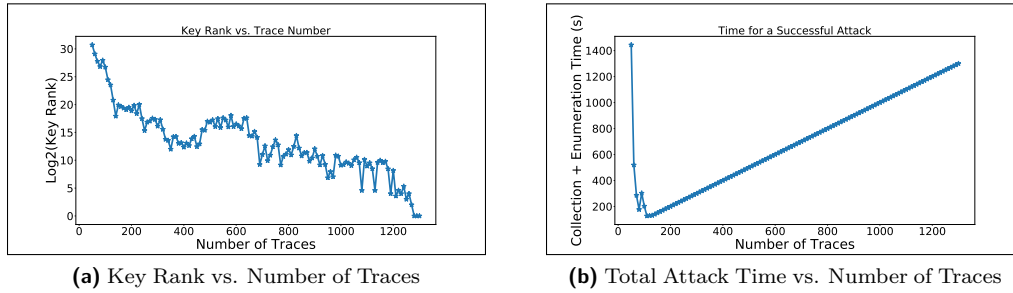 Key Rank vs. Trace Number
Log2(Key Rank)
30
25
20
15
10
5
0
0 200 400 600 800 1000 1200
Number of Traces
(a) Key Rank vs. Number of Traces
Time for a Successful Attack
Collection + Enumeration Time (s)
1400
1200
1000
800
600
400
200
0 200 400 600 800 1000 1200
Number of Traces
(b) Total Attack Time vs. Number of Traces